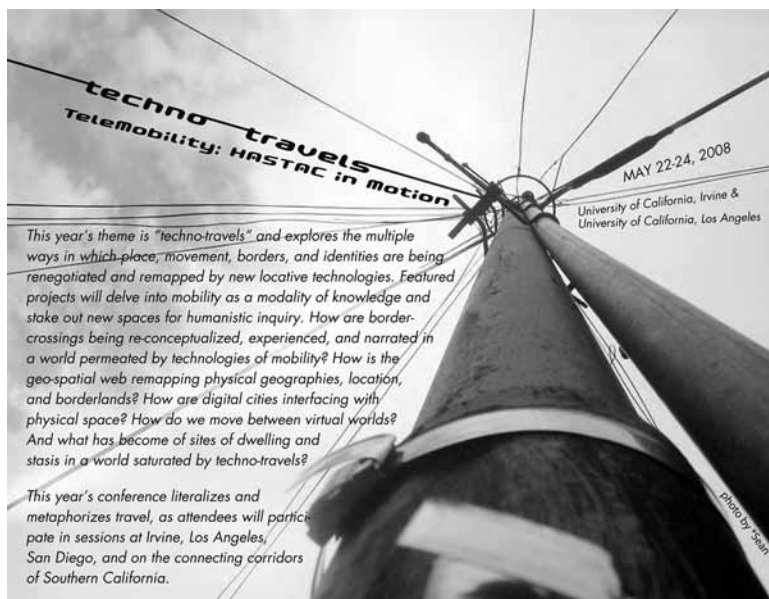 techno travels
TeleMobility: HASTAC in Motion
MAY 22-24, 2008
University of California, Irvine &
University of California, Los Angeles
This year's theme is "techno-travels" and explores the multiple
ways in which place, movement, borders, and identities are being
renegotiated and remapped by new locative technologies. Featured
projects will delve into mobility as a modality of knowledge and
stake out new spaces for humanistic inquiry. How are border-
crossings being re-conceptualized, experienced, and narrated in
a world permeated by technologies of mobility? How is the
geo-spatial web remapping physical geographies, location,
and borderlands? How are digital cities interfacing with
physical space? How do we move between virtual worlds?
And what has become of sites of dwelling and
stasis in a world saturated by techno-travels?
This year's conference literalizes and
metaphorizes travel, as attendees will partici-
pate in sessions at Irvine, Los Angeles,
San Diego, and on the connecting corridors
of Southern California.
photo by *Sean